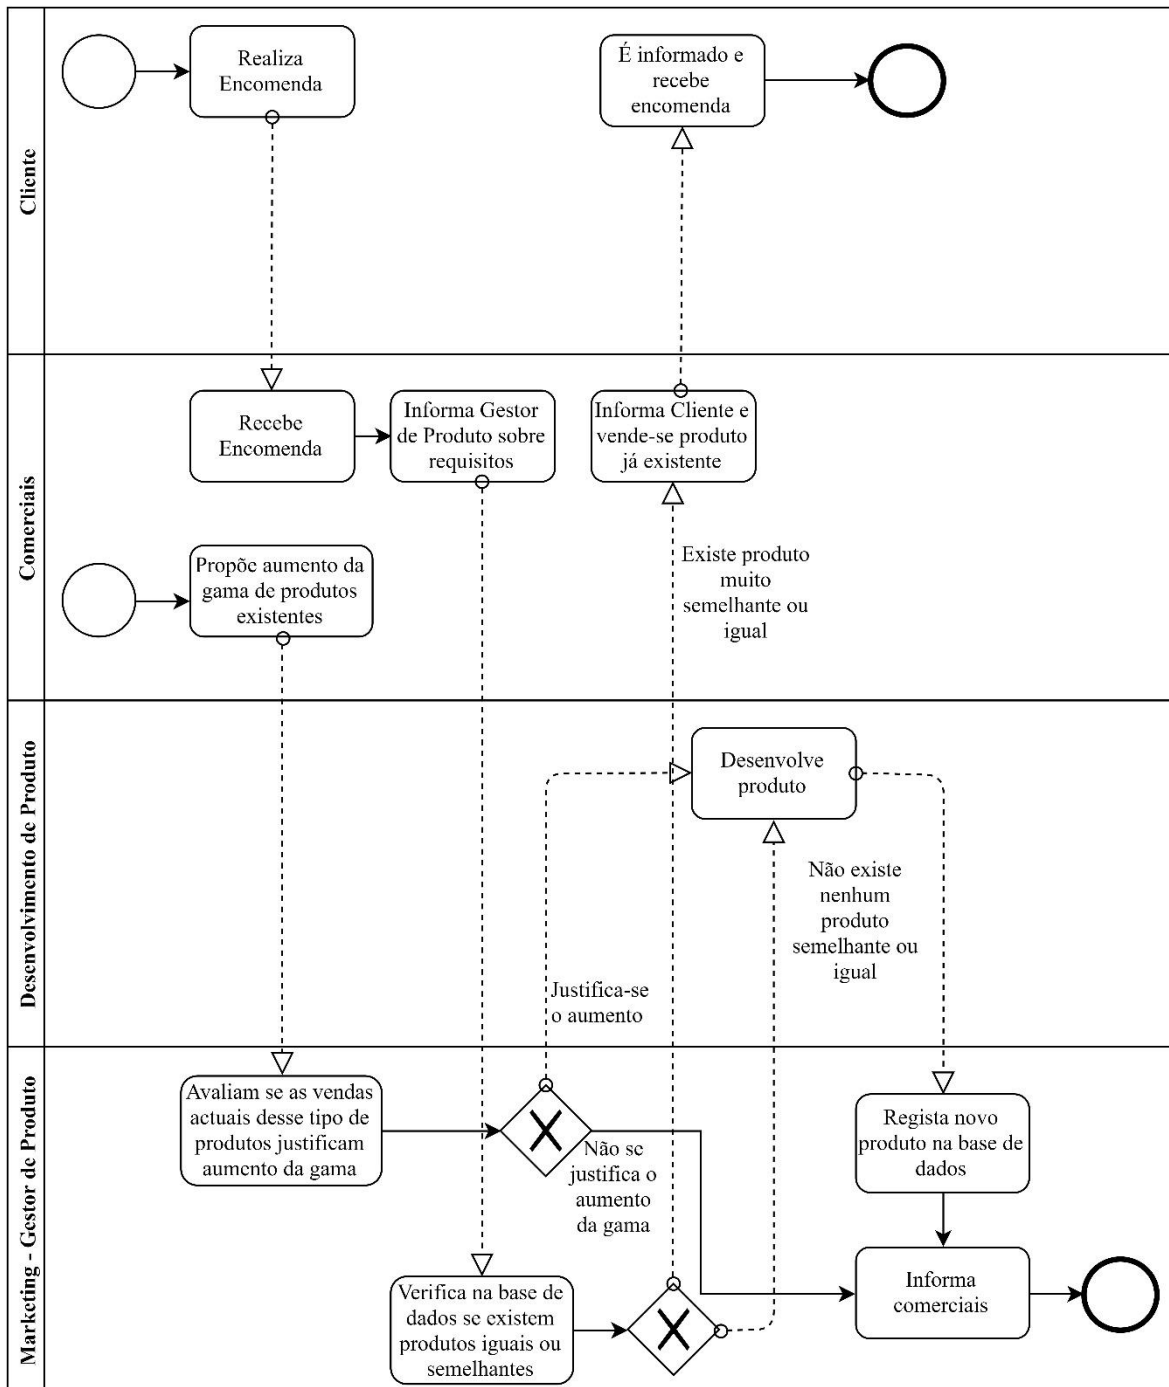 Cliente
Realiza
Encomenda
É informado e
recebe
encomenda
Comerciais
Recebe
Encomenda
Informa Gestor
de Produto sobre
requisitos
Informa Cliente e
vende-se produto
já existente
Propõe aumento da
gama de produtos
existentes
Existe produto
muito
semelhante ou
igual
Desenvolvimento de Produto
Desenvolve
produto
Não existe
nenhum
produto
semelhante ou
igual
Justifica-se
o aumento
Marketing - Gestor de Produto
Avaliam se as vendas
actuais desse tipo de
produtos justificam
aumento da gama
Não se
justifica o
aumento
da gama
Regista novo
produto na base de
dados
Verifica na base de
dados se existem
produtos iguais ou
semelhantes
Informa
comerciais